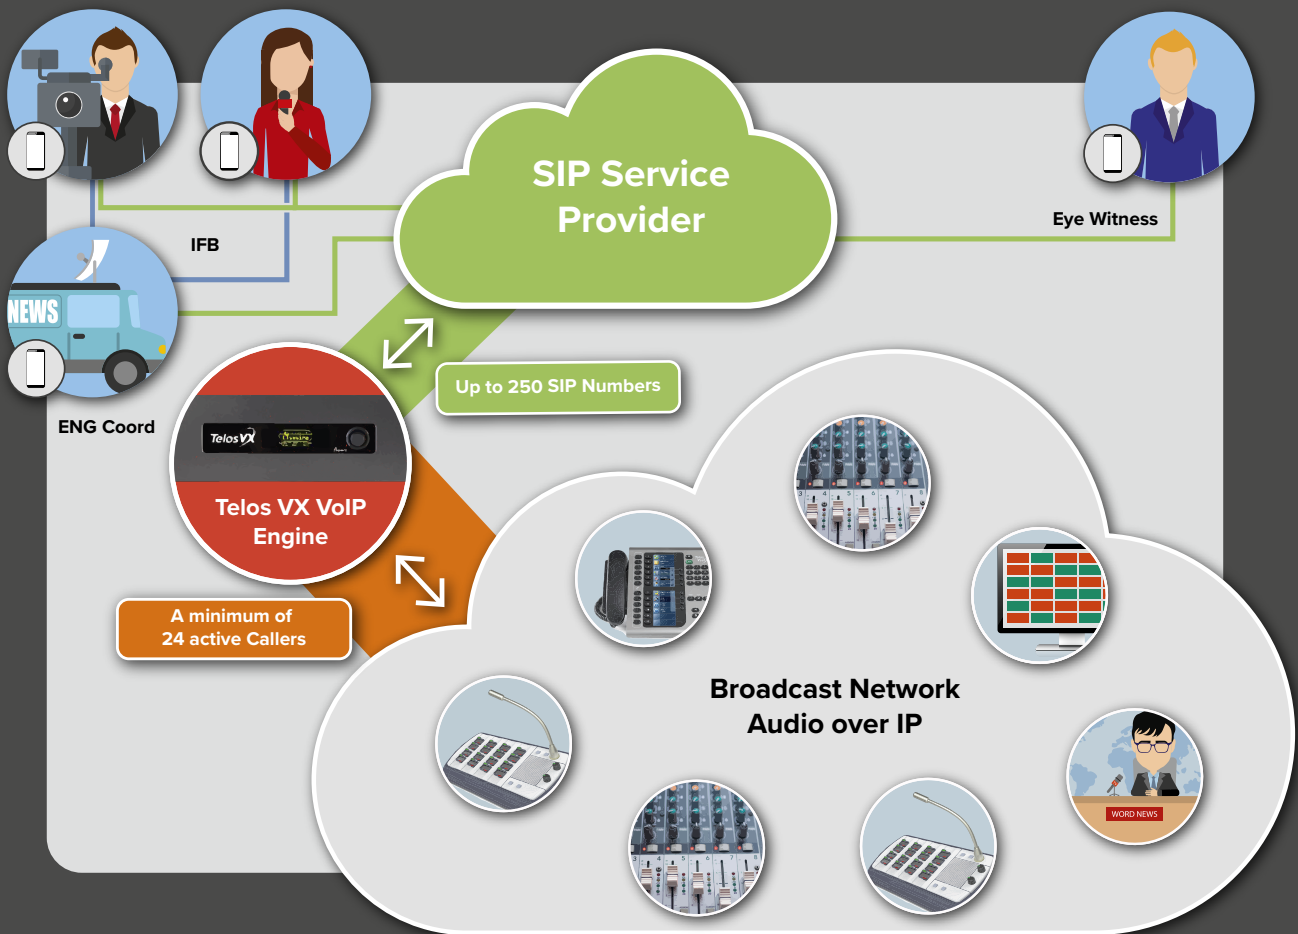 SIP Service
Provider
Eye Witness
IFB
NEWS
Up to 250 SIP Numbers
ENG Coord
Telos VX
Telos VX VoIP
Engine
A minimum of
24 active Callers
Broadcast Network
Audio over IP
WORD NEWS